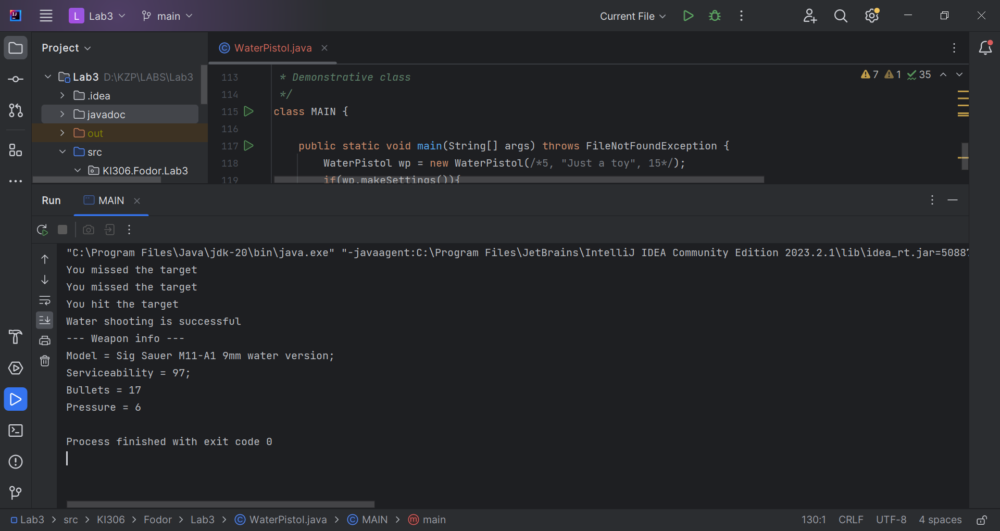 L Lab3 main Current File
Project
WaterPistol.java
Lab3 D:\KZP\LABS\Lab3
.idea
javadoc
out
src
KI306.Fodor.Lab3
7 1 35
113 * Demonstrative class
114 */
115 class MAIN {
116
117 public static void main(String[] args) throws FileNotFoundException {
118 WaterPistol wp = new WaterPistol(/*5, "Just a toy", 15*/);
119 if(wp.makeSettings()){
Run MAIN
"C:\Program Files\Java\jdk-20\bin\java.exe" "-javaagent:C:\Program Files\JetBrains\IntelliJ IDEA Community Edition 2023.2.1\lib\idea_rt.jar=50887
You missed the target
You missed the target
You hit the target
Water shooting is successful
--- Weapon info ---
Model = Sig Sauer M11-A1 9mm water version;
Serviceability = 97;
Bullets = 17
Pressure = 6
Process finished with exit code 0
Lab3 > src > KI306 > Fodor > Lab3 > WaterPistol.java > MAIN > main 130:1 CRLF UTF-8 4 spaces